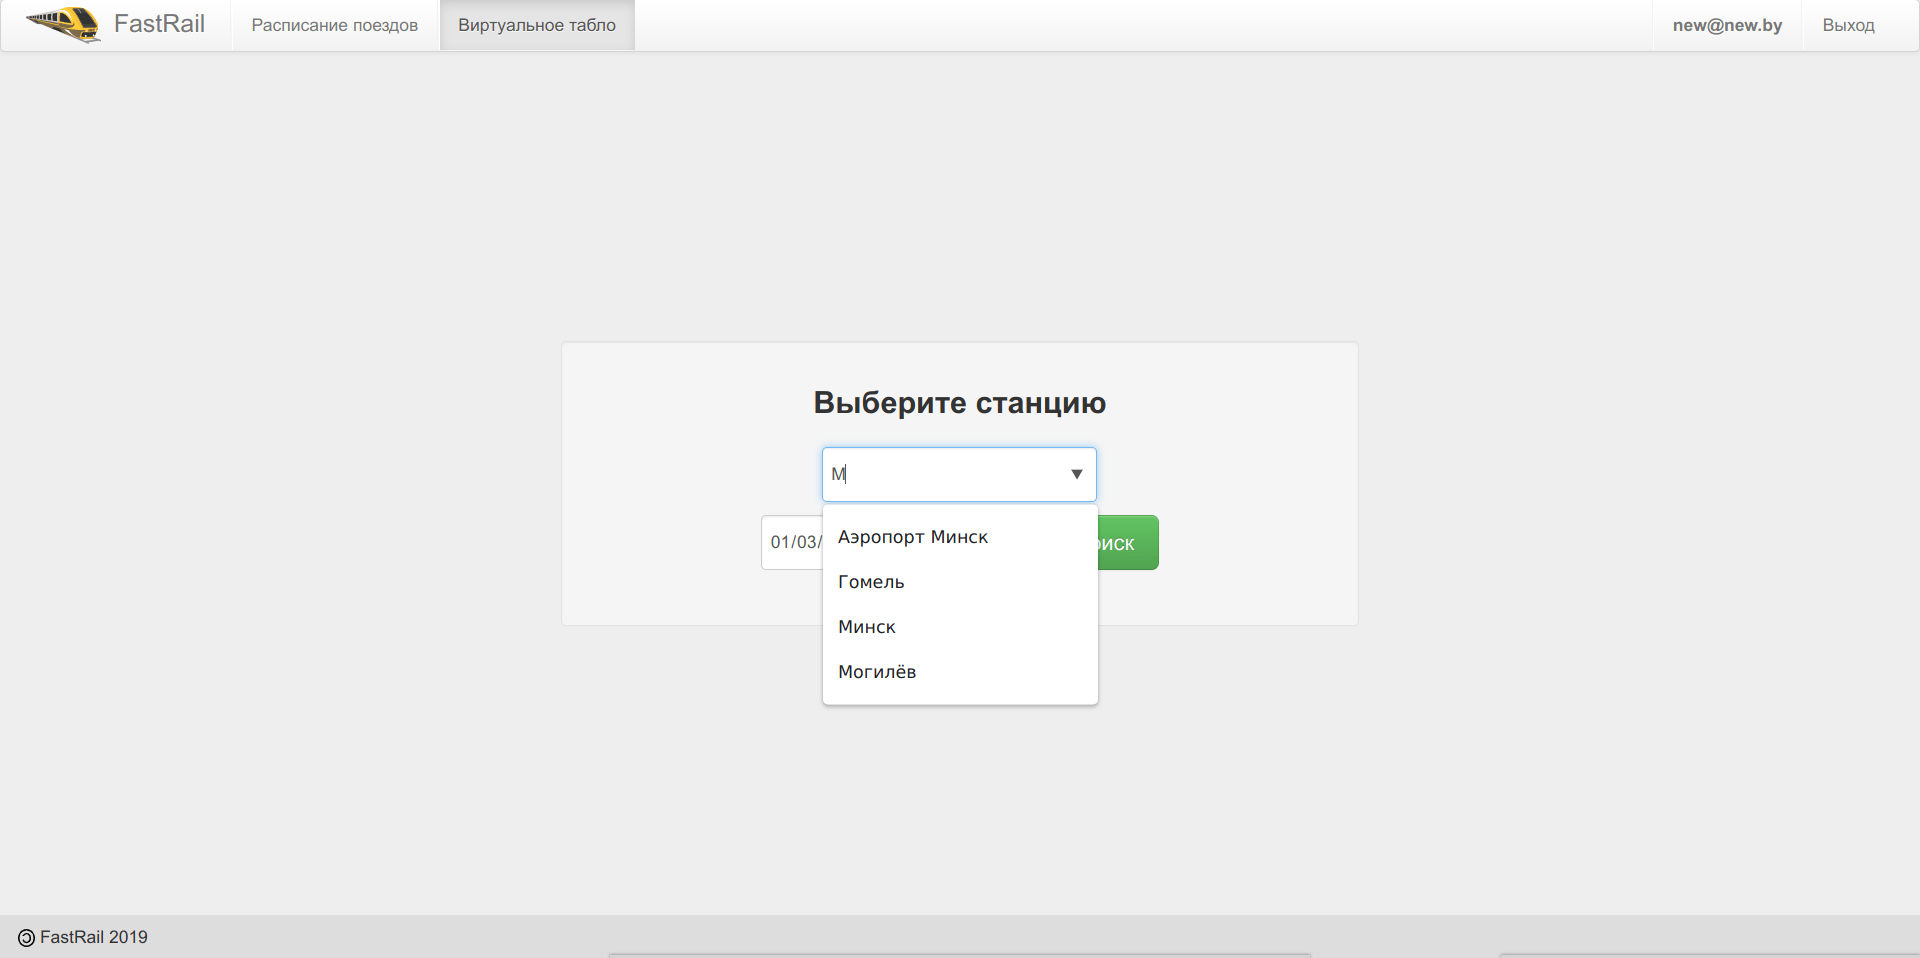 FastRail Расписание поездов Виртуальное табло new@new.by Выход
Выберите станцию
М
01/03/
Аэропорт Минск
Гомель
Минск
Могилёв
FastRail 2019